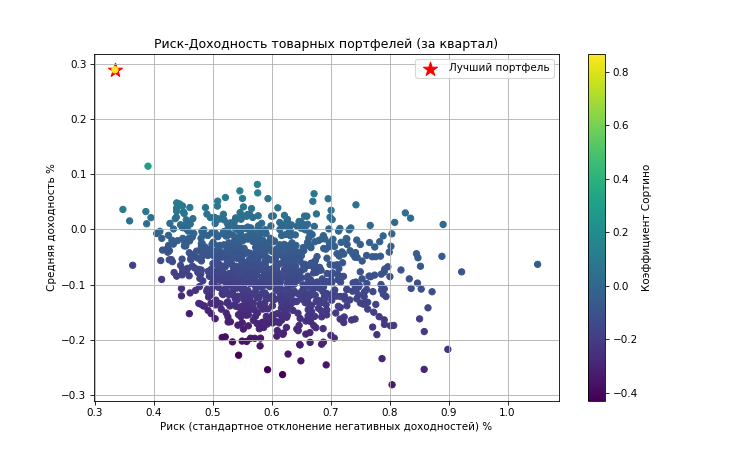 Риск-Доходность товарных портфелей (за квартал)
Лучший портфель
Средняя доходность %
0.3
0.2
0.1
0.0
−0.1
−0.2
−0.3
0.3 0.4 0.5 0.6 0.7 0.8 0.9 1.0
Риск (стандартное отклонение негативных доходностей) %
0.8
0.6
0.4
0.2
0.0
−0.2
−0.4
Коэффициент Сортино